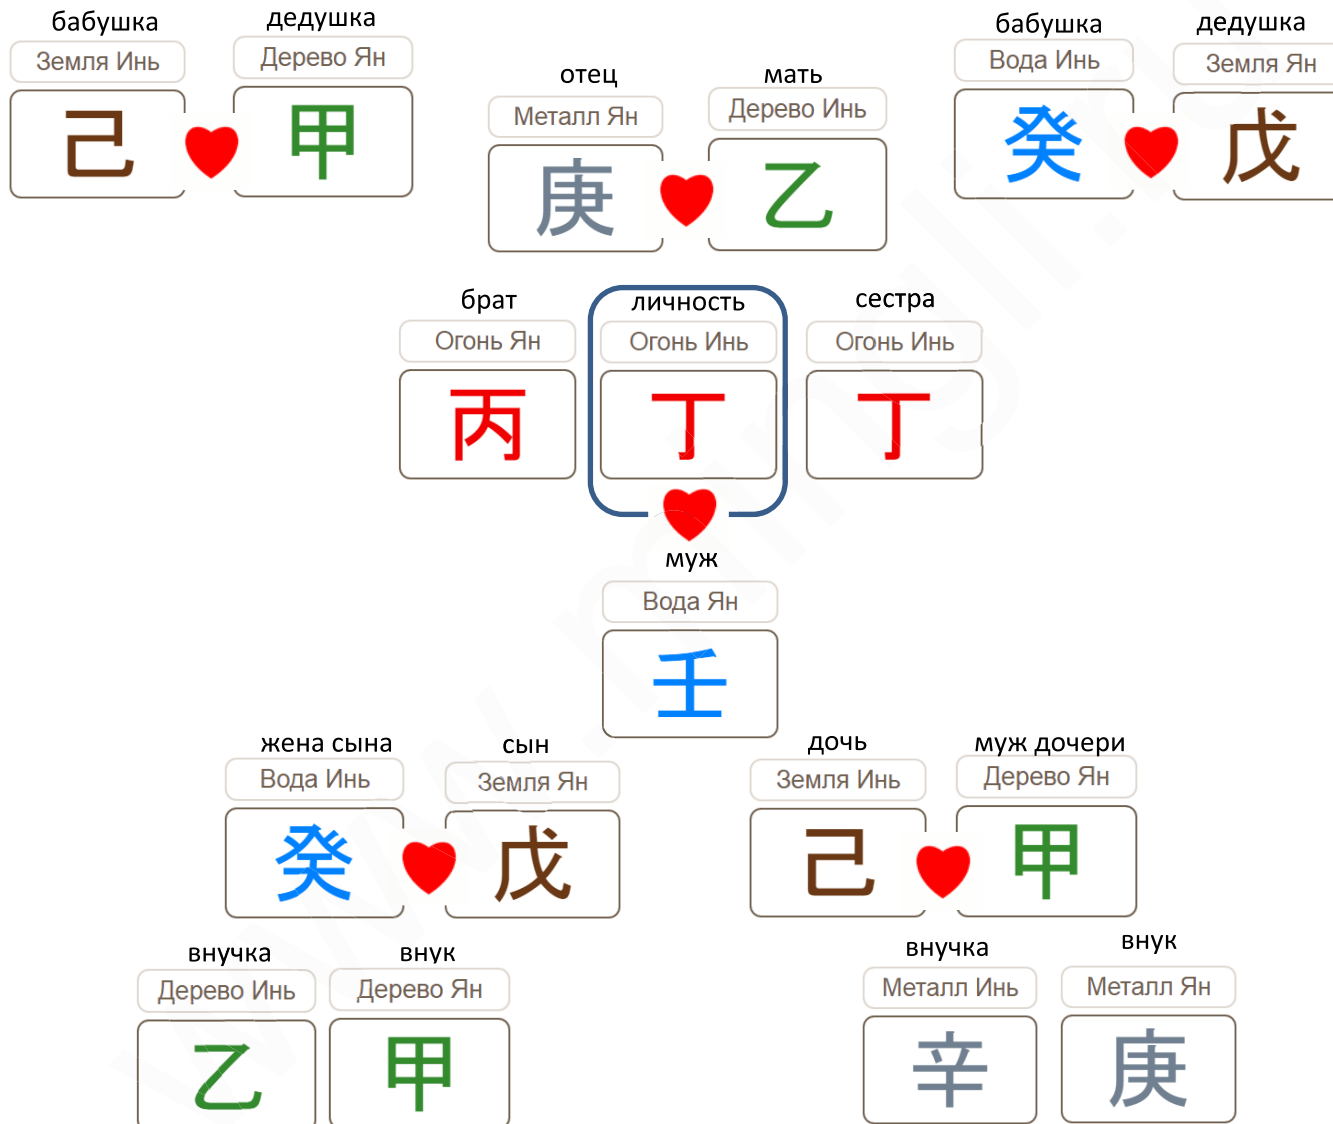 бабушка
дедушка
Земля Инь
Дерево Ян
己
甲
отец
мать
Металл Ян
Дерево Инь
庚
乙
бабушка
дедушка
Вода Инь
Земля Ян
癸
戊
брат
личность
сестра
Огонь Ян
Огонь Инь
Огонь Инь
丙
丁
丁
муж
Вода Ян
壬
жена сына
сын
Вода Инь
Земля Ян
癸
戊
дочь
муж дочери
Земля Инь
Дерево Ян
己
甲
внучка
внук
Дерево Инь
Дерево Ян
乙
甲
внучка
внук
Металл Инь
Металл Ян
辛
庚